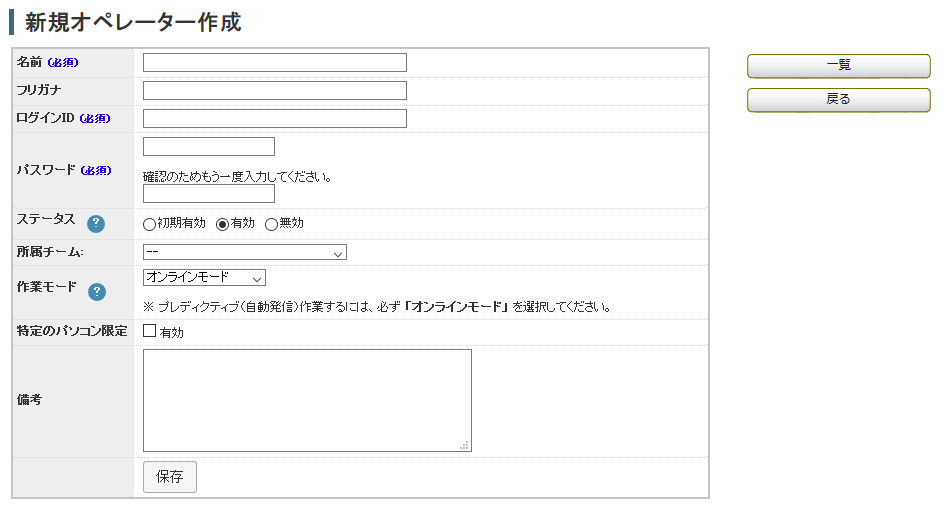 新規オペレーター作成
名前 (必須)
一覧
フリガナ
戻る
ログインID (必須)
パスワード (必須)
確認のためもう一度入力してください。
ステータス ? 初期有効 有効 無効
所属チーム: --
作業モード ? オンラインモード
※ プレディクティブ(自動発信)作業するには、必ず「オンラインモード」を選択してください。
特定のパソコン限定 有効
備考
保存